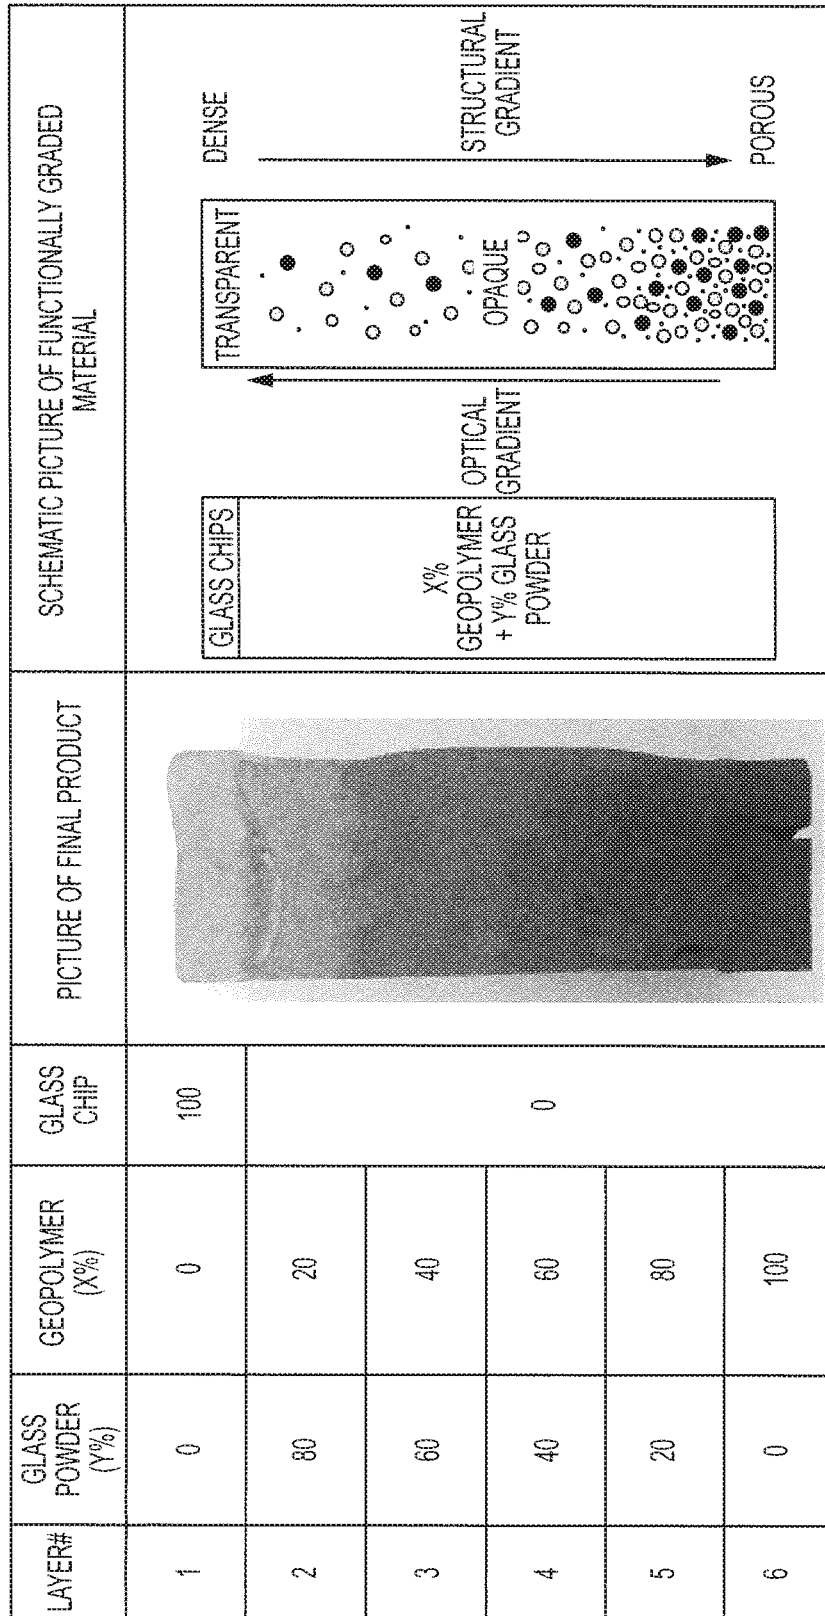 LAYER#
GLASS
POWDER
(Y%)
GEOPOLYMER
(X%)
GLASS
CHIP
PICTURE OF FINAL PRODUCT
SCHEMATIC PICTURE OF FUNCTIONALLY GRADED
MATERIAL
1
0
0
100
2
80
20
0
3
60
40
4
40
60
5
20
80
6
0
100
GLASS CHIPS
X%
GEOPOLYMER
+ Y% GLASS
POWDER
OPTICAL
GRADIENT
TRANSPARENT
OPAQUE
DENSE
STRUCTURAL
GRADIENT
POROUS